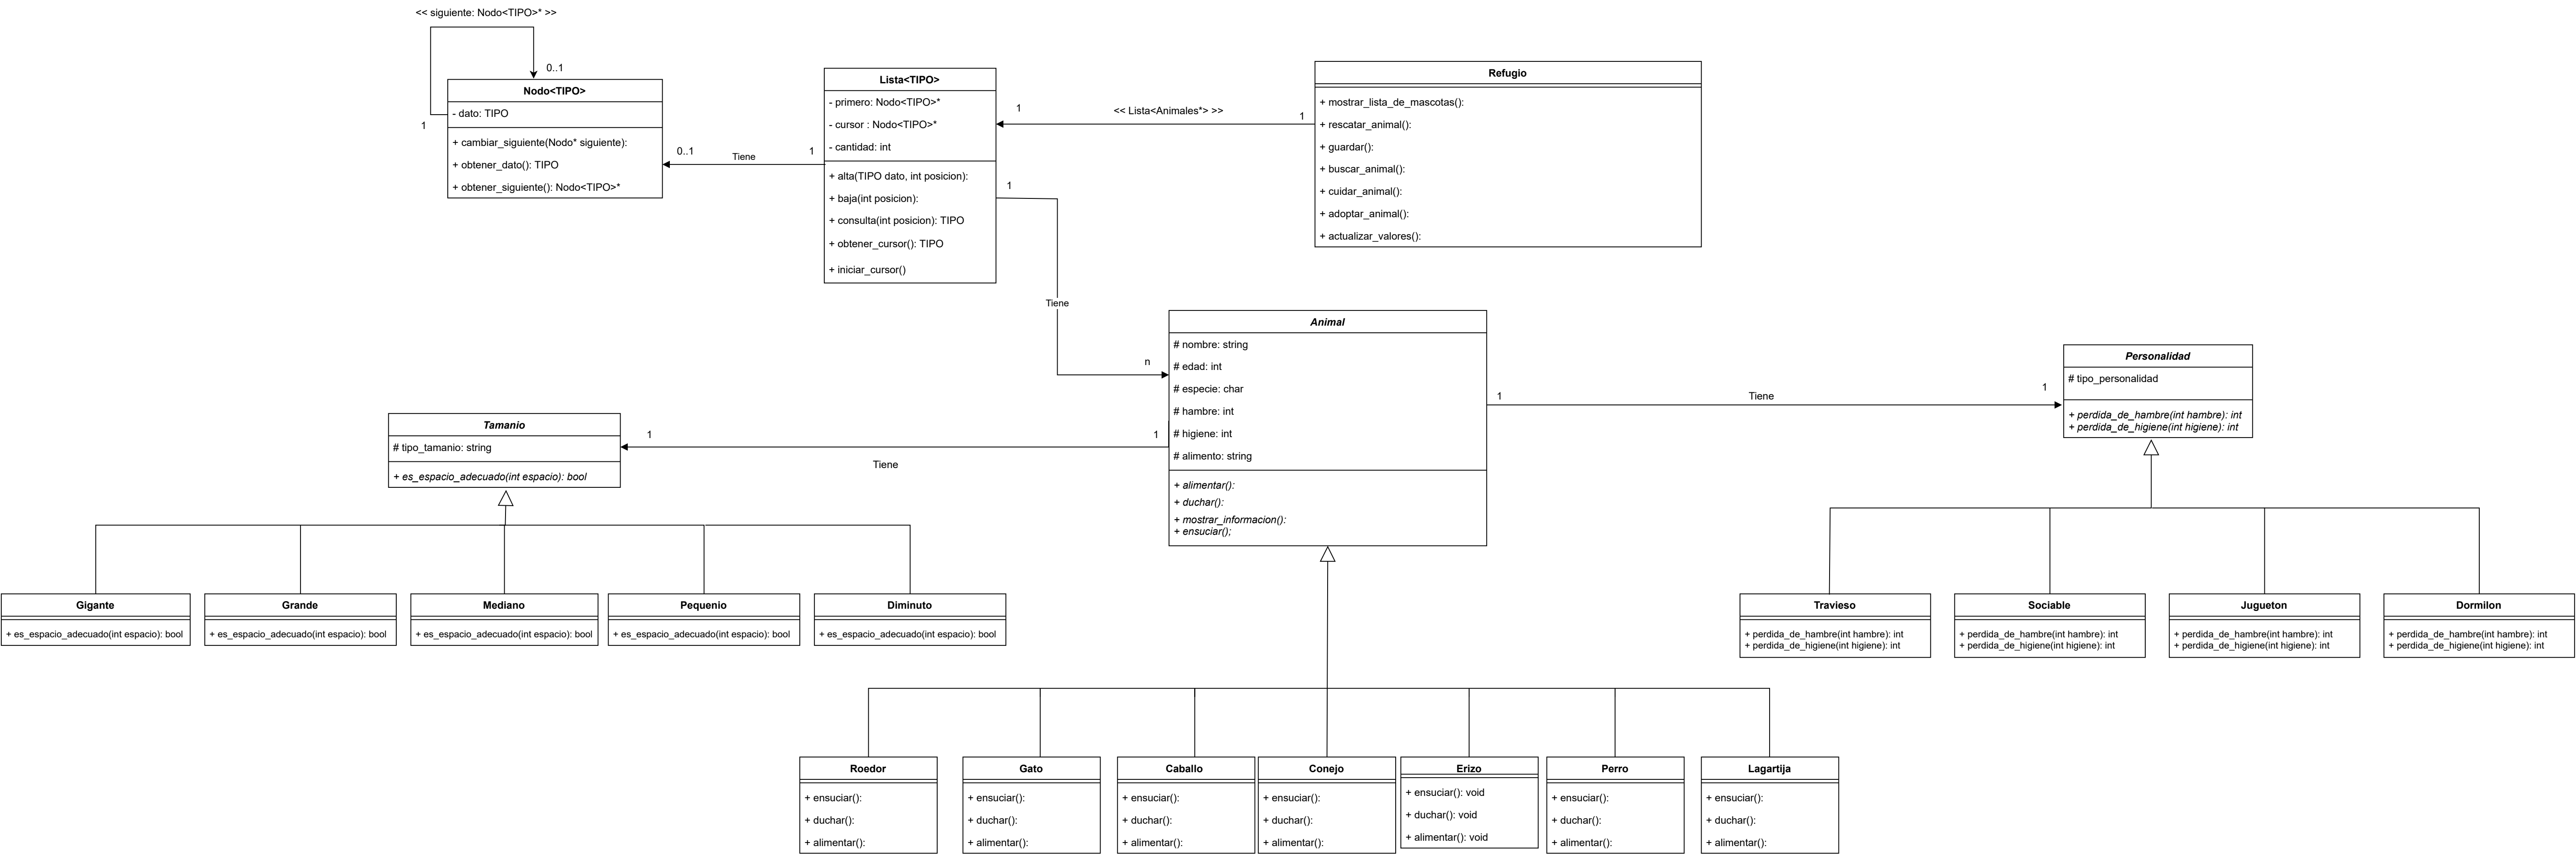 << siguiente: Nodo<TIPO>* >>
0..1
1
Nodo<TIPO>
- dato: TIPO
+ cambiar_siguiente(Nodo* siguiente):
+ obtener_dato(): TIPO
+ obtener_siguiente(): Nodo<TIPO>*
0..1
Tiene
1
Lista<TIPO>
- primero: Nodo<TIPO>*
- cursor : Nodo<TIPO>*
- cantidad: int
+ alta(TIPO dato, int posicion):
+ baja(int posicion):
+ consulta(int posicion): TIPO
+ obtener_cursor(): TIPO
+ iniciar_cursor()
1
<< Lista<Animales*> >>
1
Refugio
+ mostrar_lista_de_mascotas():
+ rescatar_animal():
+ guardar():
+ buscar_animal():
+ cuidar_animal():
+ adoptar_animal():
+ actualizar_valores():
1
Tiene
n
Animal
# nombre: string
# edad: int
# especie: char
# hambre: int
# higiene: int
# alimento: string
+ alimentar():
+ duchar():
+ mostrar_informacion():
+ ensuciar();
1
Tiene
1
Personalidad
# tipo_personalidad
+ perdida_de_hambre(int hambre): int
+ perdida_de_higiene(int higiene): int
1
Tiene
1
Tamanio
# tipo_tamanio: string
+ es_espacio_adecuado(int espacio): bool
Gigante
+ es_espacio_adecuado(int espacio): bool
Grande
+ es_espacio_adecuado(int espacio): bool
Mediano
+ es_espacio_adecuado(int espacio): bool
Pequenio
+ es_espacio_adecuado(int espacio): bool
Diminuto
+ es_espacio_adecuado(int espacio): bool
Travieso
+ perdida_de_hambre(int hambre): int
+ perdida_de_higiene(int higiene): int
Sociable
+ perdida_de_hambre(int hambre): int
+ perdida_de_higiene(int higiene): int
Jugueton
+ perdida_de_hambre(int hambre): int
+ perdida_de_higiene(int higiene): int
Dormilon
+ perdida_de_hambre(int hambre): int
+ perdida_de_higiene(int higiene): int
Roedor
+ ensuciar():
+ duchar():
+ alimentar():
Gato
+ ensuciar():
+ duchar():
+ alimentar():
Caballo
+ ensuciar():
+ duchar():
+ alimentar():
Conejo
+ ensuciar():
+ duchar():
+ alimentar():
Erizo
+ ensuciar(): void
+ duchar(): void
+ alimentar(): void
Perro
+ ensuciar():
+ duchar():
+ alimentar():
Lagartija
+ ensuciar():
+ duchar():
+ alimentar():